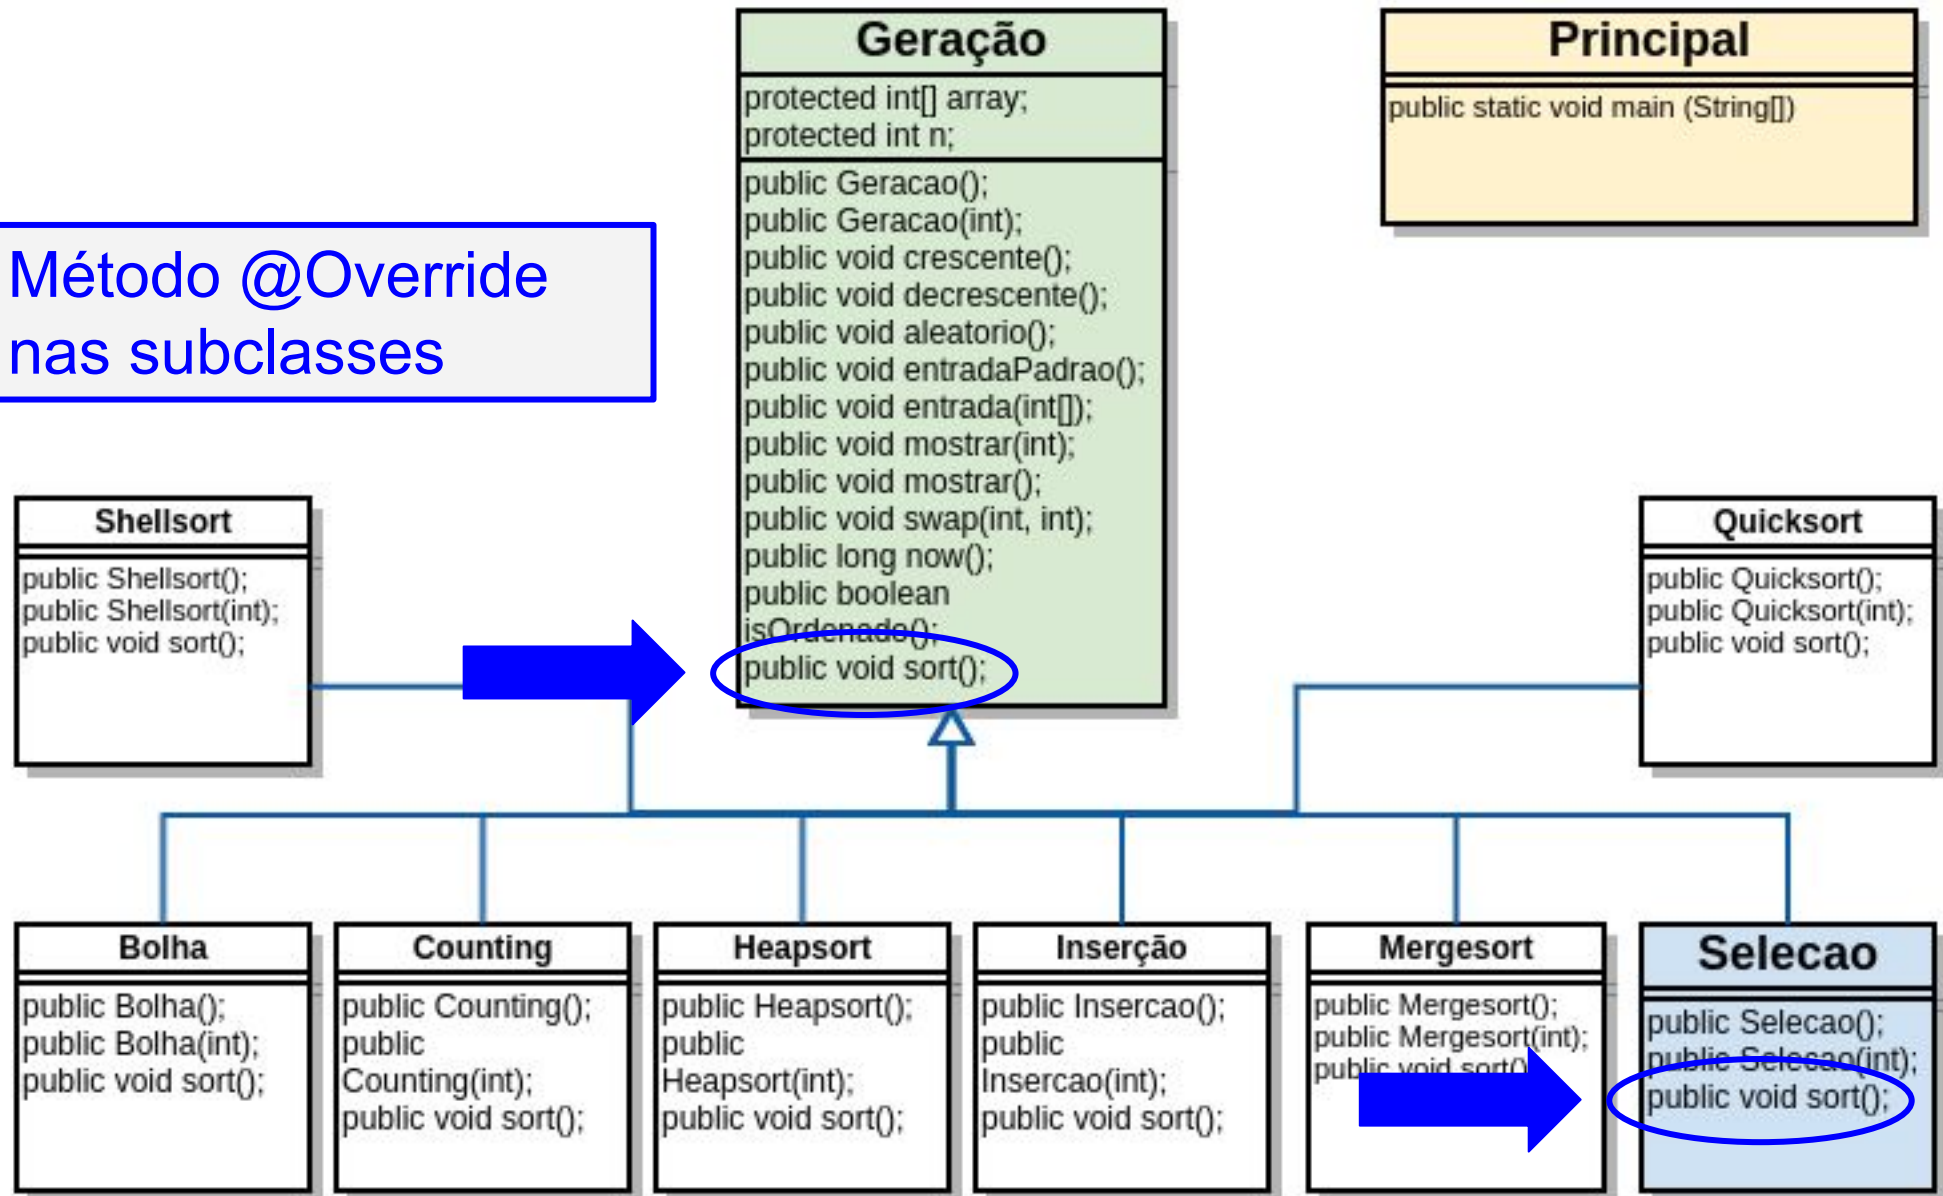 Geração
protected int[] array;
protected int n;
public Geracao();
public Geracao(int);
public void crescente();
public void decrescente();
public void aleatorio();
public void entradaPadrao();
public void entrada(int[]);
public void mostrar(int);
public void mostrar();
public void swap(int, int);
public long now();
public boolean
isOrdenado();
public void sort();
Principal
public static void main (String[])
Método @Override
nas subclasses
Shellsort
public Shellsort();
public Shellsort(int);
public void sort();
Quicksort
public Quicksort();
public Quicksort(int);
public void sort();
Bolha
public Bolha();
public Bolha(int);
public void sort();
Counting
public Counting();
public
Counting(int);
public void sort();
Heapsort
public Heapsort();
public
Heapsort(int);
public void sort();
Inserção
public Insercao();
public
Insercao(int);
public void sort();
Mergesort
public Mergesort();
public Mergesort(int);
public void sort()
Selecao
public Selecao();
public Selecao(int);
public void sort();